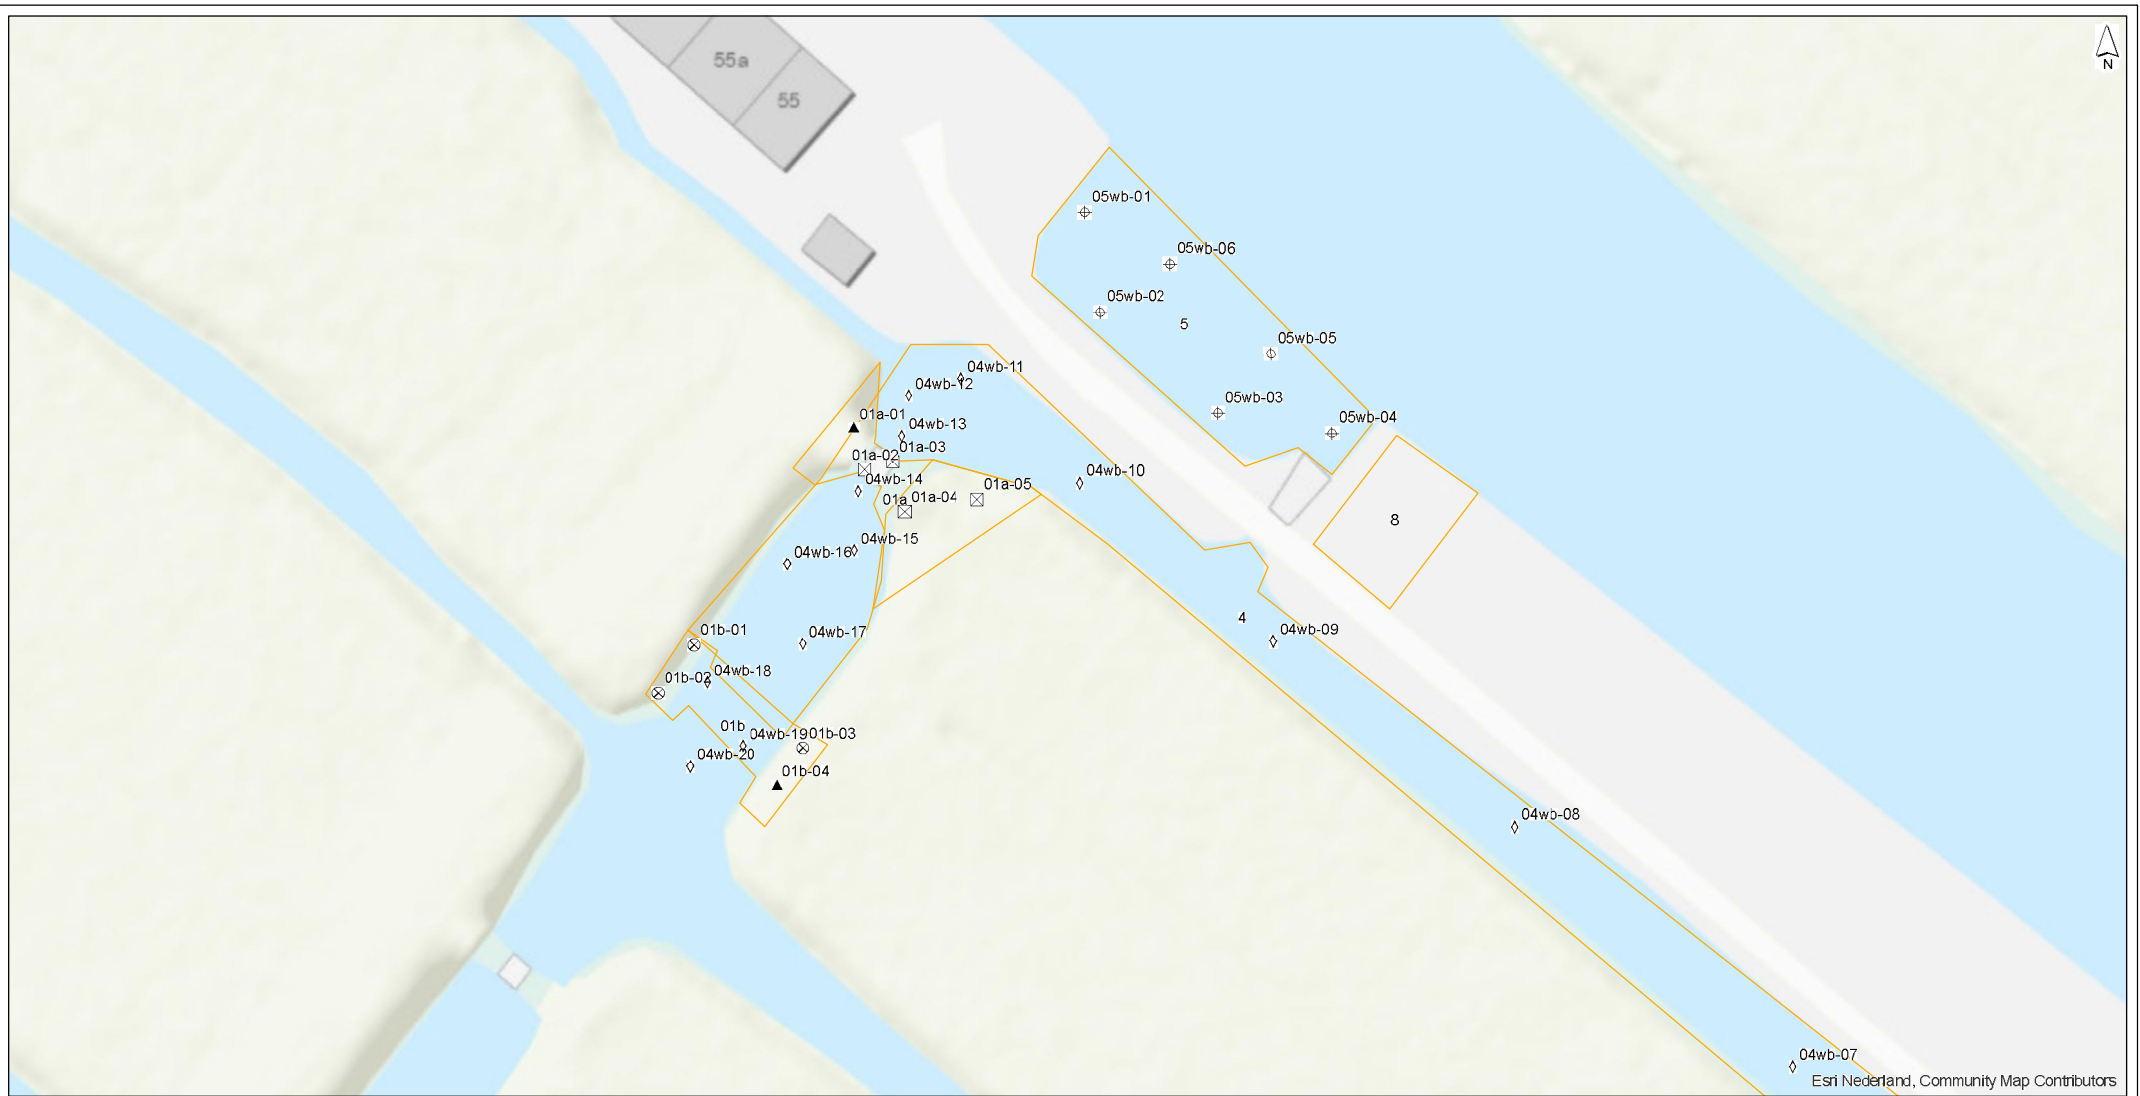 55a
N
55
05wb-01
05wb-06
05wb-02
5
05wb-05
04wb-11
04wb-12
05wb-03
01a-01
05wb-04
04wb-13
01a-03
01a-02
04wb-10
04wb-14
01a-05
01a
01a-04
8
04wb-15
04wb-16
4
01b-01
04wb-17
04wb-09
04wb-18
01b-02
01b
04wb-19
01b-03
04wb-20
01b-04
04wb-08
04wb-07
Esri Nederland, Community Map Contributors